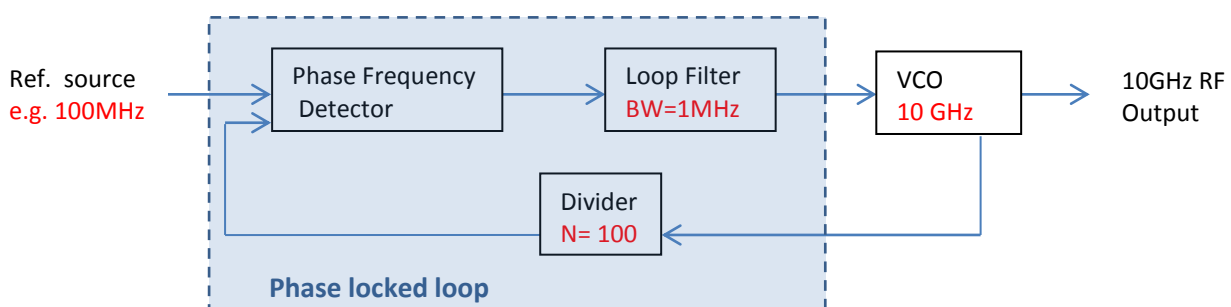 Ref.  source
e.g. 100MHz
Phase Frequency
Detector
Loop Filter
BW=1MHz
VCO
10 GHz
10GHz RF
Output
Divider
N= 100
Phase locked loop